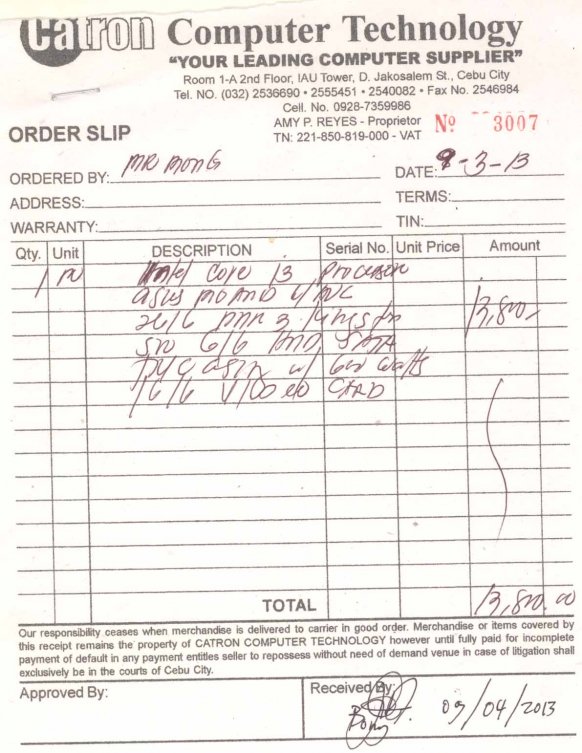 Catron Computer Technology
"YOUR LEADING COMPUTER SUPPLIER"
Room 1-A 2nd Floor, IAU Tower, D. Jakosalem St., Cebu City
Tel. NO. (032) 2536690 • 2555451 • 2540082 • Fax No. 2546984
Cell. No. 0928-7359986
AMY P. REYES - Proprietor
TN: 221-850-819-000 - VAT
Nº 3007
ORDER SLIP
ORDERED BY: MR MONG
DATE: 9-3-13
ADDRESS:
TERMS:
WARRANTY:
TIN:
Qty. Unit DESCRIPTION Serial No. Unit Price Amount
1 Intel Core i3 Processor
asus
13,800
HDD
w/ 600 watts
VIDEO CARD
TOTAL 13,800.00
Our responsibility ceases when merchandise is delivered to carrier in good order. Merchandise or items covered by
this receipt remains the property of CATRON COMPUTER TECHNOLOGY however until fully paid for incomplete
payment of default in any payment entitles seller to repossess without need of demand venue in case of litigation shall
exclusively be in the courts of Cebu City.
Approved By:
Received By:
09/04/2013